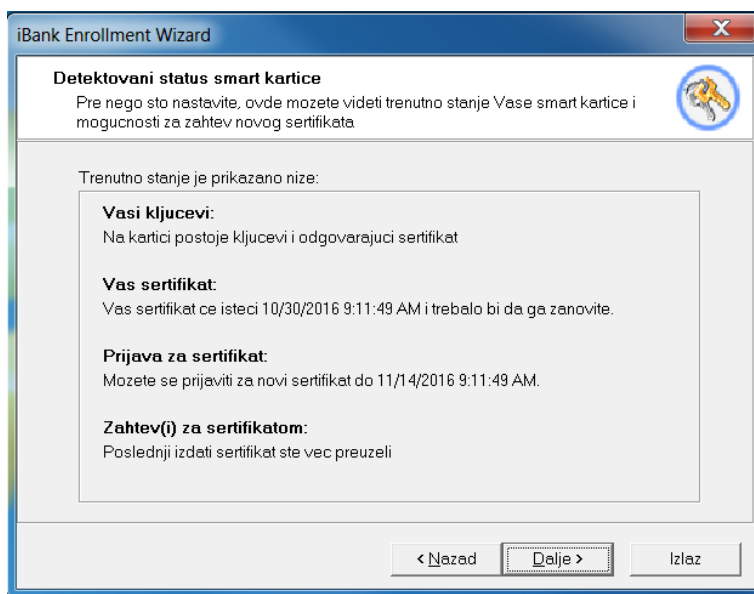 iBank Enrollment Wizard
X
Detektovani status smart kartice
Pre nego sto nastavite, ovde mozete videti trenutno stanje Vase smart kartice i
mogucnosti za zahtev novog sertifikata
Trenutno stanje je prikazano nize:
Vasi kljucevi:
Na kartici postoje kljucevi i odgovarajuci sertifikat
Vas sertifikat:
Vas sertifikat ce isteci 10/30/2016 9:11:49 AM i trebalo bi da ga zanovite.
Prijava za sertifikat:
Mozete se prijaviti za novi sertifikat do 11/14/2016 9:11:49 AM.
Zahtev(i) za sertifikatom:
Poslednji izdati sertifikat ste vec preuzeli
< Nazad Dalje > Izlaz